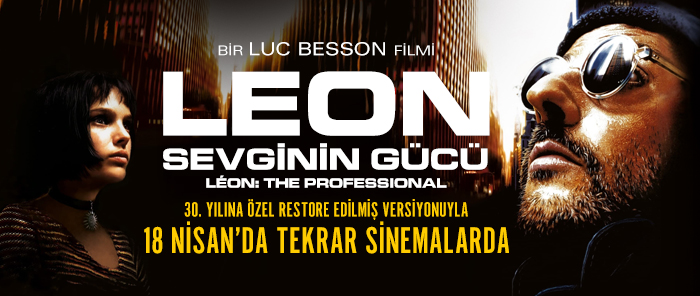 BİR LUC BESSON FİLMİ
LEON
SEVGİNİN GÜCÜ
LÉON: THE PROFESSIONAL
30. YILINA ÖZEL RESTORE EDİLMİŞ VERSİYONUYLA
18 NİSAN'DA TEKRAR SİNEMALARDA